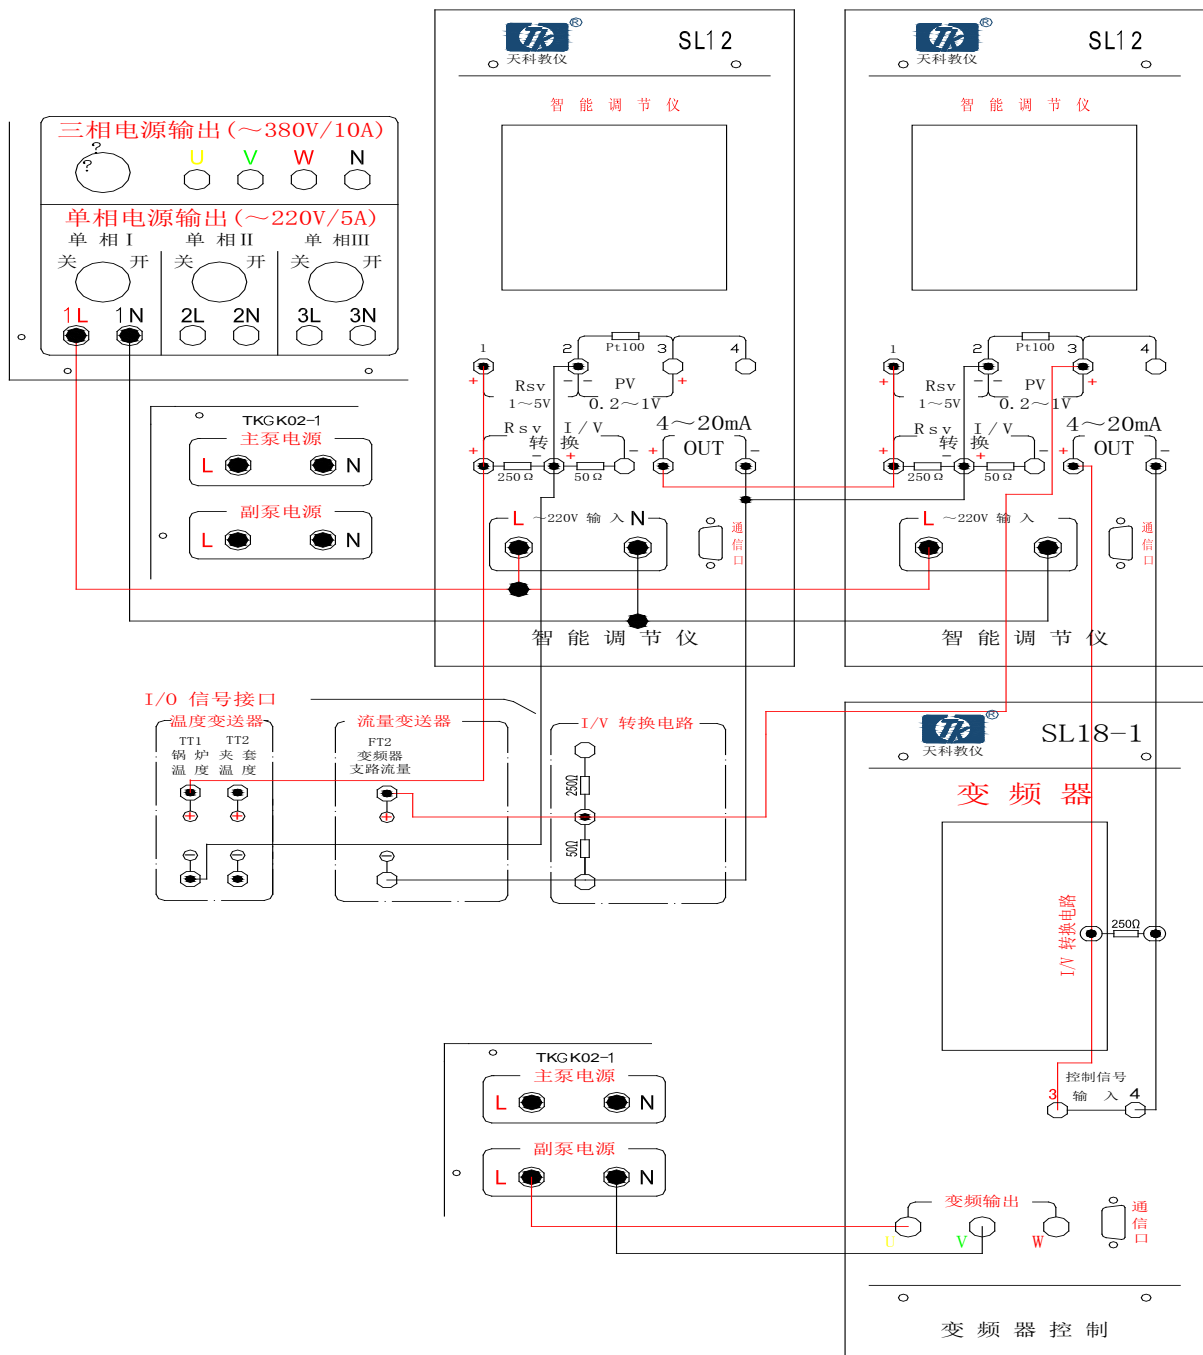 TK®
天科教仪
SL12
智能调节仪
1
2
Pt100
3
4
+
Rsv
1～5V
−
−
PV
0.2～1V
+
Rsv
I/V
转换
+
−
+
−
250Ω
50Ω
4～20mA
OUT
+
−
L
～220V 输入
N
通信口
智能调节仪
TK®
天科教仪
SL12
智能调节仪
1
2
Pt100
3
4
+
Rsv
1～5V
−
−
PV
0.2～1V
+
Rsv
I/V
转换
+
−
+
−
250Ω
50Ω
4～20mA
OUT
+
−
L
～220V 输入
通信口
智能调节仪
三相电源输出(～380V/10A)
?
?
U
V
W
N
单相电源输出(～220V/5A)
单相I
单相II
单相III
关
开
关
开
关
开
1L
1N
2L
2N
3L
3N
TKGK02-1
主泵电源
L
N
副泵电源
L
N
I/O 信号接口
温度变送器
TT1
锅炉
温度
TT2
夹套
温度
+
+
−
−
流量变送器
FT2
变频器
支路流量
+
−
I/V 转换电路
250Ω
50Ω
TK®
天科教仪
SL18-1
变频器
I/V 转换电路
250Ω
控制信号
3
输入
4
变频输出
U
V
W
通信口
变频器控制
TKGK02-1
主泵电源
L
N
副泵电源
L
N